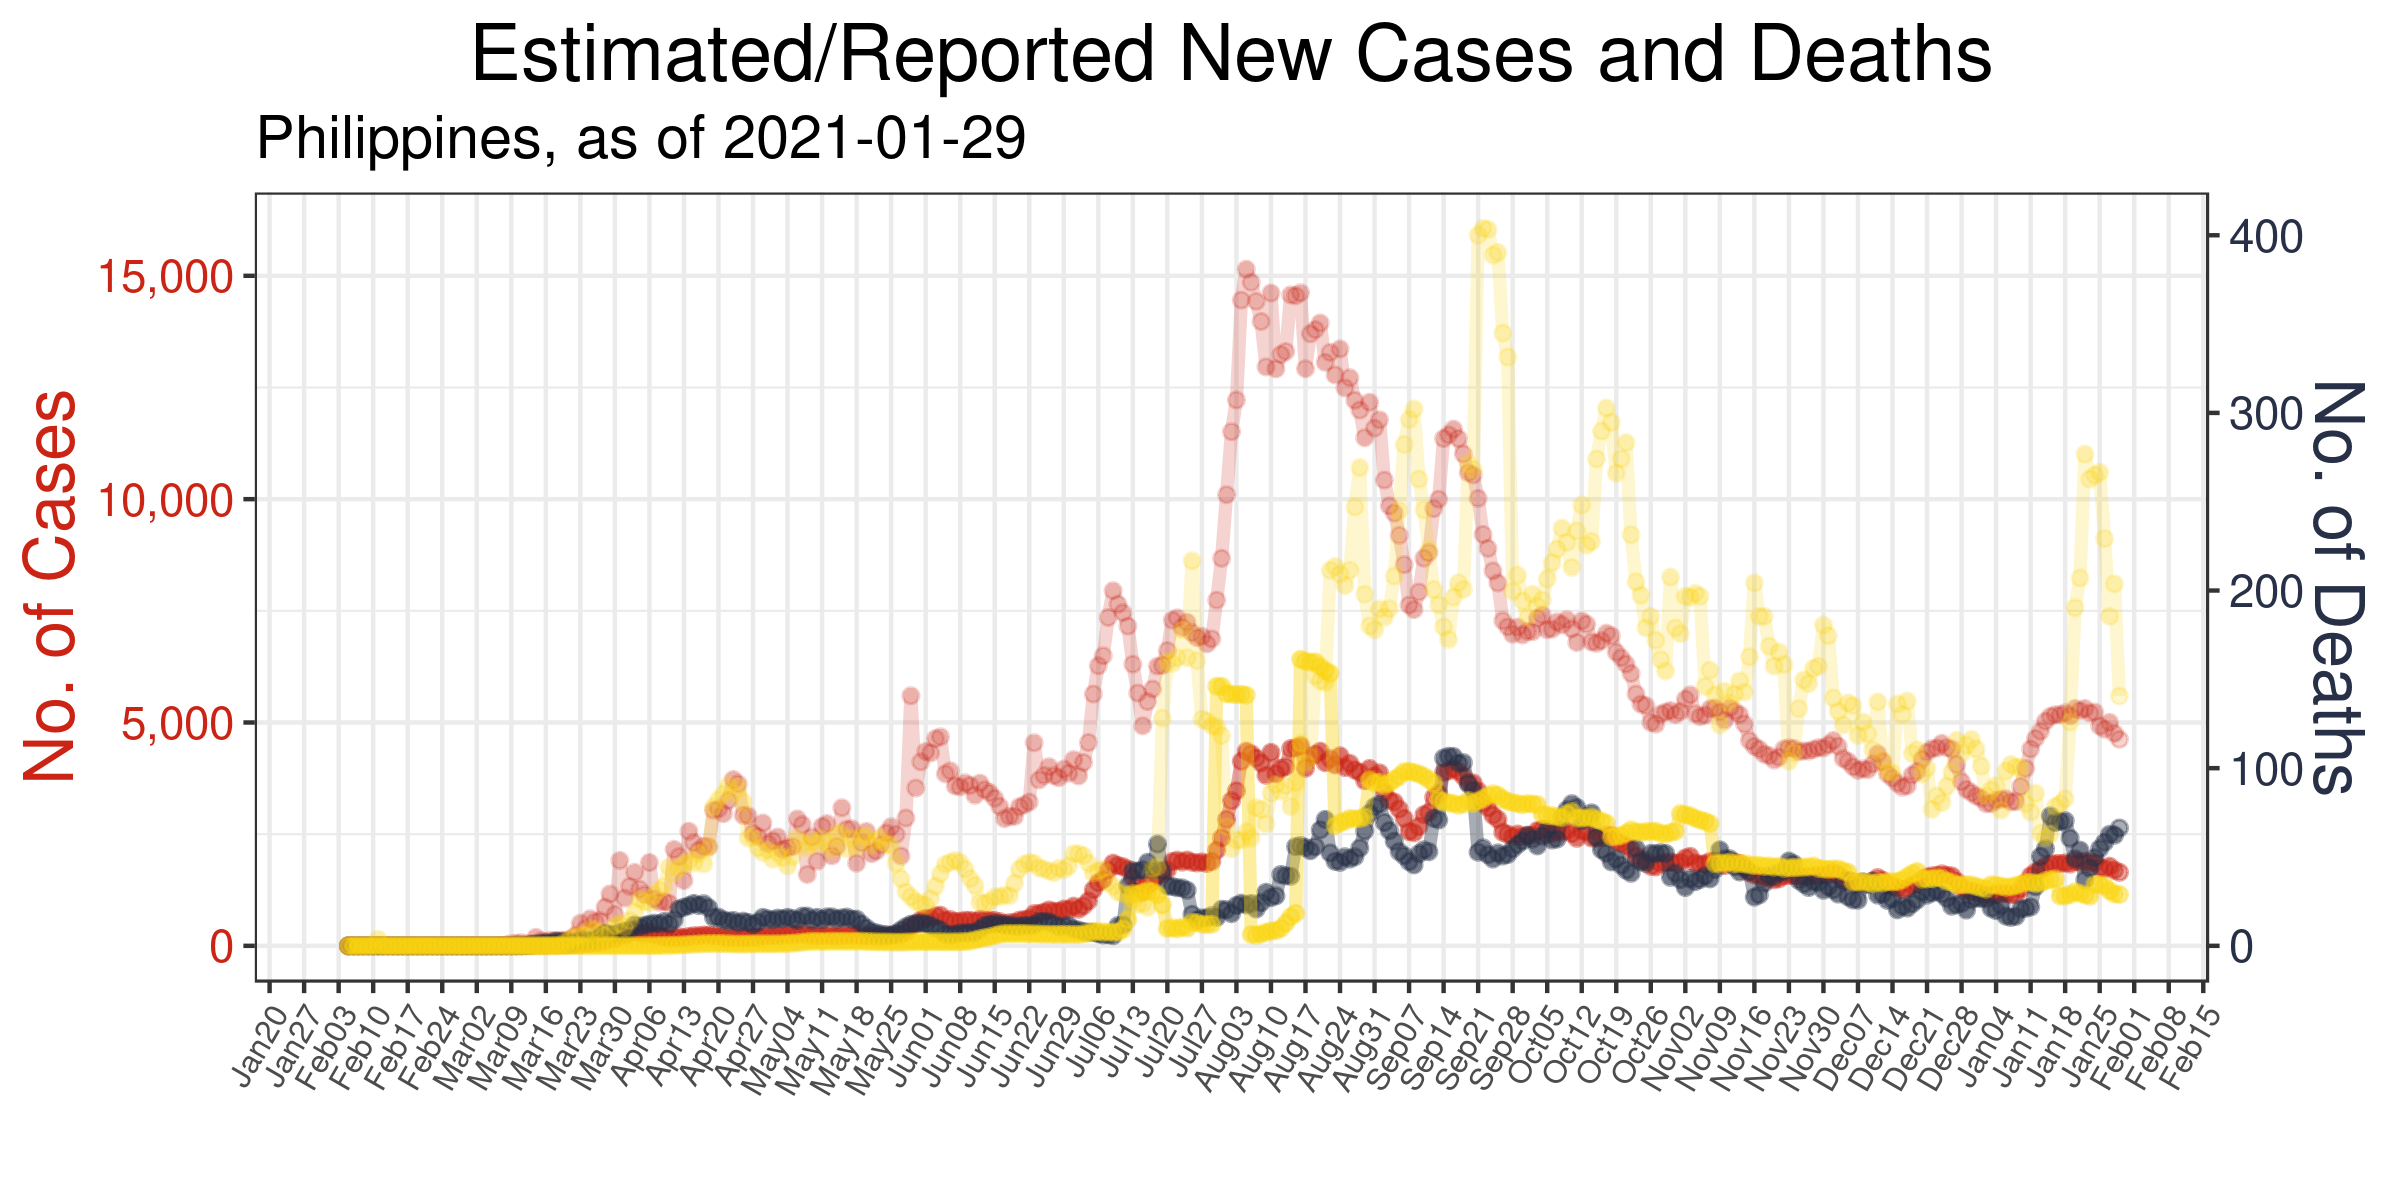 Estimated/Reported New Cases and Deaths
Philippines, as of 2021-01-29
No. of Cases
15,000
10,000
5,000
0
400
300
200
100
0
No. of Deaths
Jan20
Jan27
Feb03
Feb10
Feb17
Feb24
Mar02
Mar09
Mar16
Mar23
Mar30
Apr06
Apr13
Apr20
Apr27
May04
May11
May18
May25
Jun01
Jun08
Jun15
Jun22
Jun29
Jul06
Jul13
Jul20
Jul27
Aug03
Aug10
Aug17
Aug24
Aug31
Sep07
Sep14
Sep21
Sep28
Oct05
Oct12
Oct19
Oct26
Nov02
Nov09
Nov16
Nov23
Nov30
Dec07
Dec14
Dec21
Dec28
Jan04
Jan11
Jan18
Jan25
Feb01
Feb08
Feb15